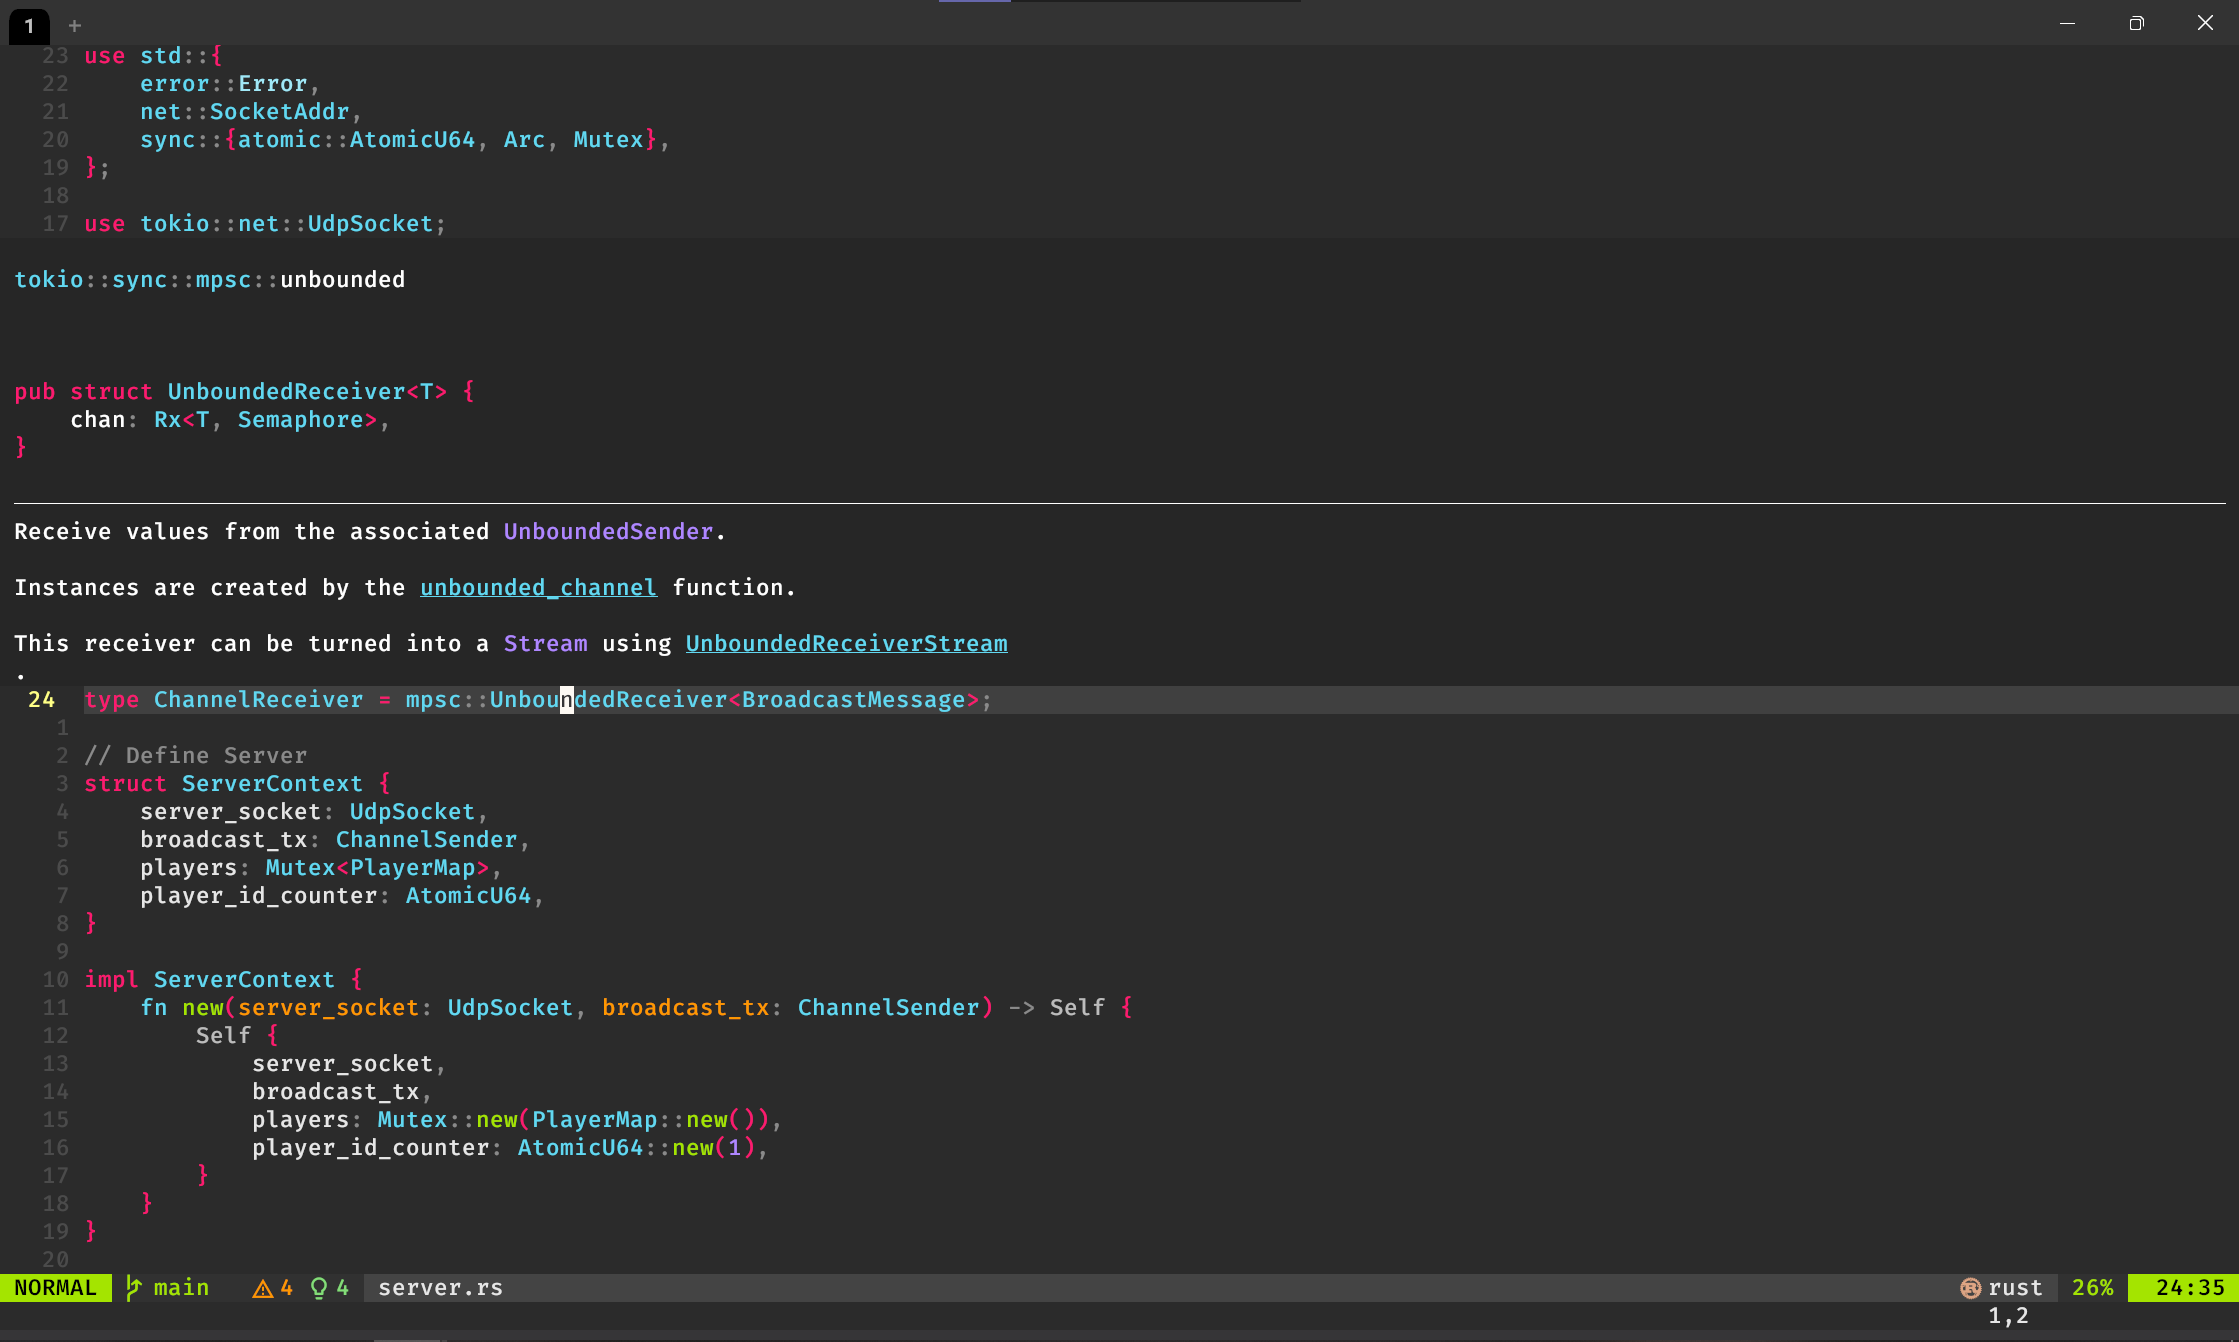 1 +
23 use std::{
22     error::Error,
21     net::SocketAddr,
20     sync::{atomic::AtomicU64, Arc, Mutex},
19 };
18
17 use tokio::net::UdpSocket;
tokio::sync::mpsc::unbounded
pub struct UnboundedReceiver<T> {
    chan: Rx<T, Semaphore>,
}
Receive values from the associated UnboundedSender.
Instances are created by the unbounded_channel function.
This receiver can be turned into a Stream using UnboundedReceiverStream
.
24 type ChannelReceiver = mpsc::UnboundedReceiver<BroadcastMessage>;
1
2 // Define Server
3 struct ServerContext {
4     server_socket: UdpSocket,
5     broadcast_tx: ChannelSender,
6     players: Mutex<PlayerMap>,
7     player_id_counter: AtomicU64,
8 }
9
10 impl ServerContext {
11     fn new(server_socket: UdpSocket, broadcast_tx: ChannelSender) -> Self {
12         Self {
13             server_socket,
14             broadcast_tx,
15             players: Mutex::new(PlayerMap::new()),
16             player_id_counter: AtomicU64::new(1),
17         }
18     }
19 }
20
NORMAL main 4 4 server.rs rust 26% 24:35
1,2